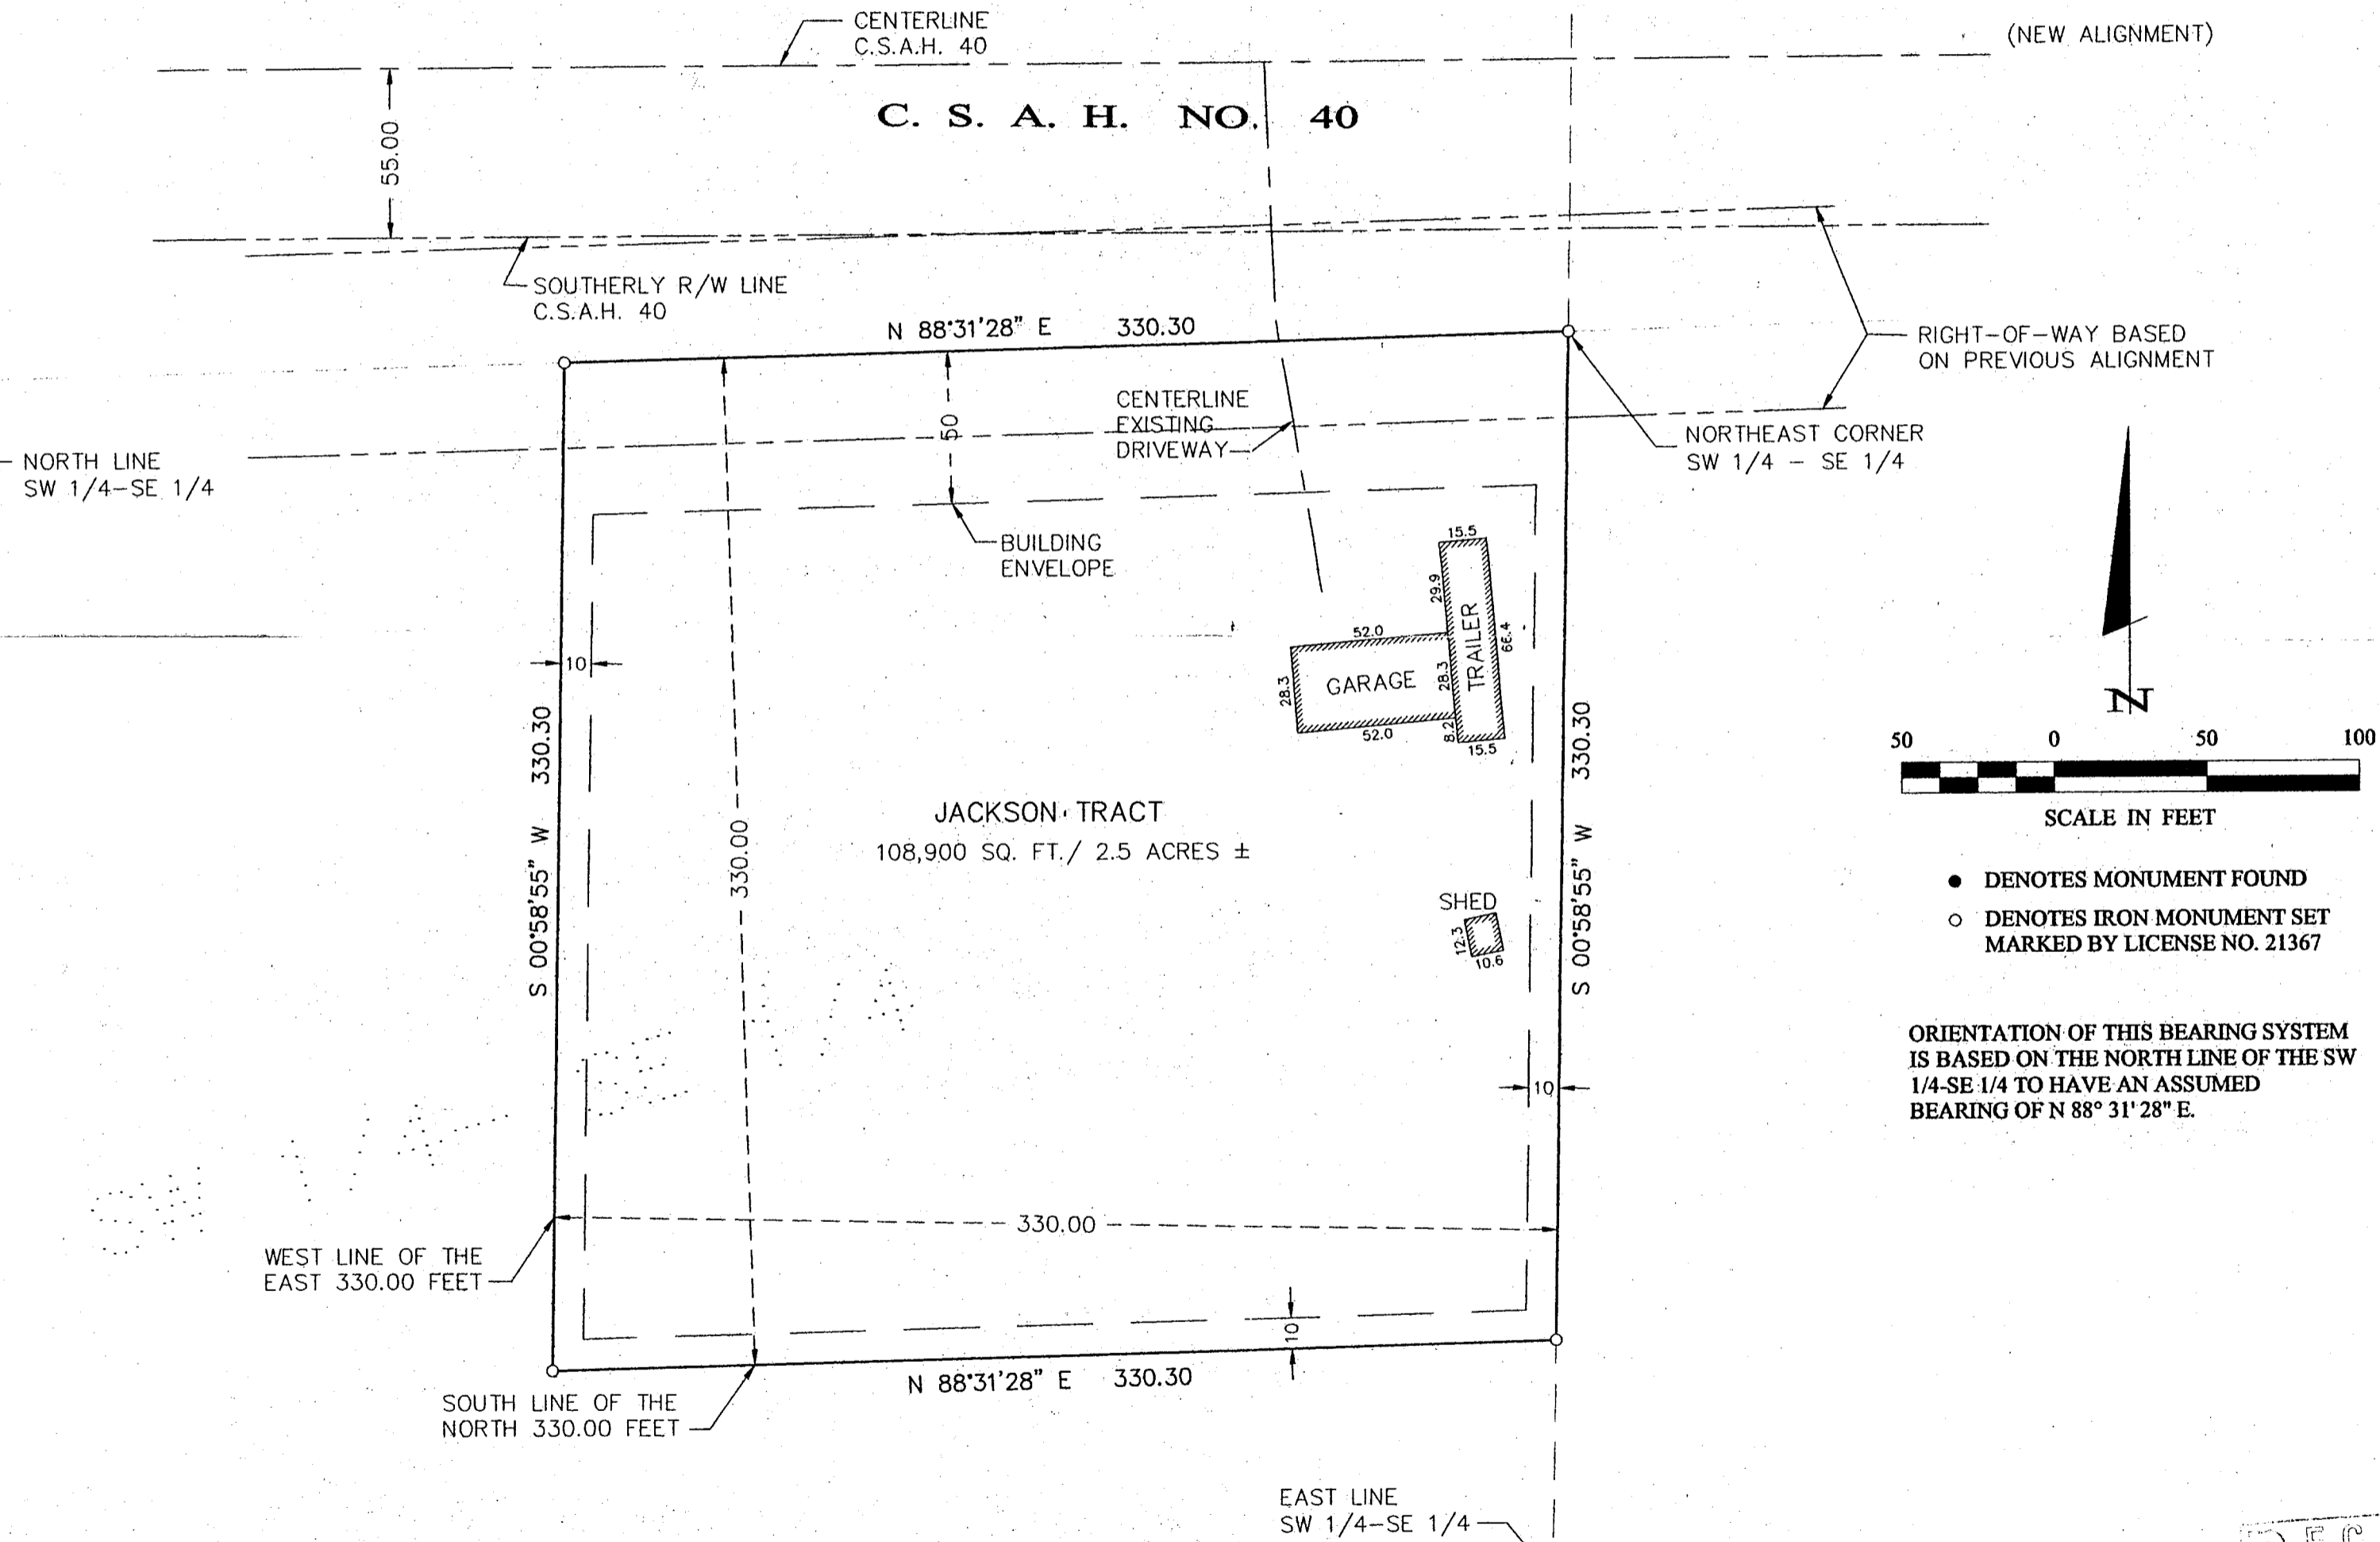 CENTERLINE
C.S.A.H. 40
(NEW ALIGNMENT)
C. S. A. H. NO. 40
55.00
SOUTHERLY R/W LINE
C.S.A.H. 40
N 88°31'28" E 330.30
RIGHT-OF-WAY BASED
ON PREVIOUS ALIGNMENT
CENTERLINE
EXISTING
DRIVEWAY
50
NORTHEAST CORNER
SW 1/4 - SE 1/4
NORTH LINE
SW 1/4-SE 1/4
BUILDING
ENVELOPE
15.5
29.9
TRAILER
66.4
52.0
GARAGE
28.3
28.3
52.0
8.2
15.5
10
S 00°58'55" W 330.30
330.00
S 00°58'55" W 330.30
N
50 0 50 100
SCALE IN FEET
JACKSON TRACT
108,900 SQ. FT./ 2.5 ACRES ±
● DENOTES MONUMENT FOUND
○ DENOTES IRON MONUMENT SET
MARKED BY LICENSE NO. 21367
SHED
12.3
10.6
ORIENTATION OF THIS BEARING SYSTEM
IS BASED ON THE NORTH LINE OF THE SW
1/4-SE 1/4 TO HAVE AN ASSUMED
BEARING OF N 88° 31' 28" E.
10
330.00
WEST LINE OF THE
EAST 330.00 FEET
10
N 88°31'28" E 330.30
SOUTH LINE OF THE
NORTH 330.00 FEET
EAST LINE
SW 1/4-SE 1/4